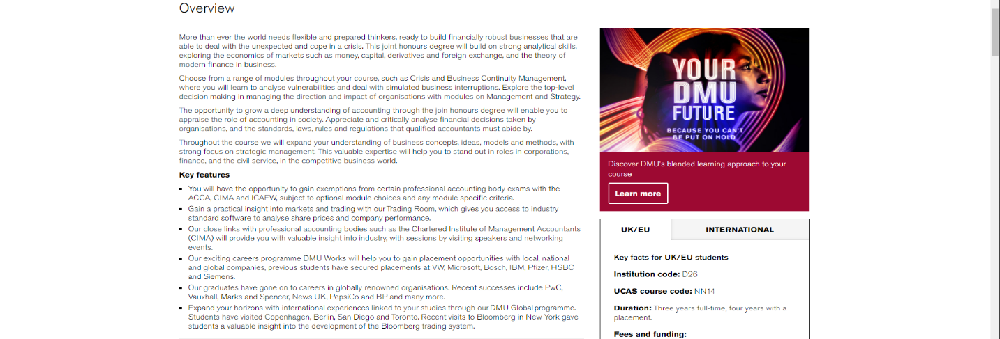 Overview
More than ever the world needs flexible and prepared thinkers, ready to build financially robust businesses that are
able to deal with the unexpected and cope in a crisis. This joint honours degree will build on strong analytical skills,
exploring the economics of markets such as money, capital, derivatives and foreign exchange, and the theory of
modern finance in business.
Choose from a range of modules throughout your course, such as Crisis and Business Continuity Management,
where you will learn to analyse vulnerabilities and deal with simulated business interruptions. Explore the top-level
decision making in managing the direction and impact of organisations with modules on Management and Strategy.
The opportunity to grow a deep understanding of accounting through the join honours degree will enable you to
appraise the role of accounting in society. Appreciate and critically analyse financial decisions taken by
organisations, and the standards, laws, rules and regulations that qualified accountants must abide by.
Throughout the course we will expand your understanding of business concepts, ideas, models and methods, with
strong focus on strategic management. This valuable expertise will help you to stand out in roles in corporations,
finance, and the civil service, in the competitive business world.
Key features
▪ You will have the opportunity to gain exemptions from certain professional accounting body exams with the
ACCA, CIMA and ICAEW, subject to optional module choices and any module specific criteria.
▪ Gain a practical insight into markets and trading with our Trading Room, which gives you access to industry
standard software to analyse share prices and company performance.
▪ Our close links with professional accounting bodies such as the Chartered Institute of Management Accountants
(CIMA) will provide you with valuable insight into industry, with sessions by visiting speakers and networking
events.
▪ Our exciting careers programme DMU Works will help you to gain placement opportunities with local, national
and global companies, previous students have secured placements at VW, Microsoft, Bosch, IBM, Pfizer, HSBC
and Siemens.
▪ Our graduates have gone on to careers in globally renowned organisations. Recent successes include PwC,
Vauxhall, Marks and Spencer, News UK, PepsiCo and BP and many more.
▪ Expand your horizons with international experiences linked to your studies through our DMU Global programme.
Students have visited Copenhagen, Berlin, San Diego and Toronto. Recent visits to Bloomberg in New York gave
students a valuable insight into the development of the Bloomberg trading system.
YOUR
DMU
FUTURE
BECAUSE YOU CAN'T
BE PUT ON HOLD
Discover DMU's blended learning approach to your
course
Learn more
UK/EU
INTERNATIONAL
Key facts for UK/EU students
Institution code: D26
UCAS course code: NN14
Duration: Three years full-time, four years with a
placement.
Fees and funding: